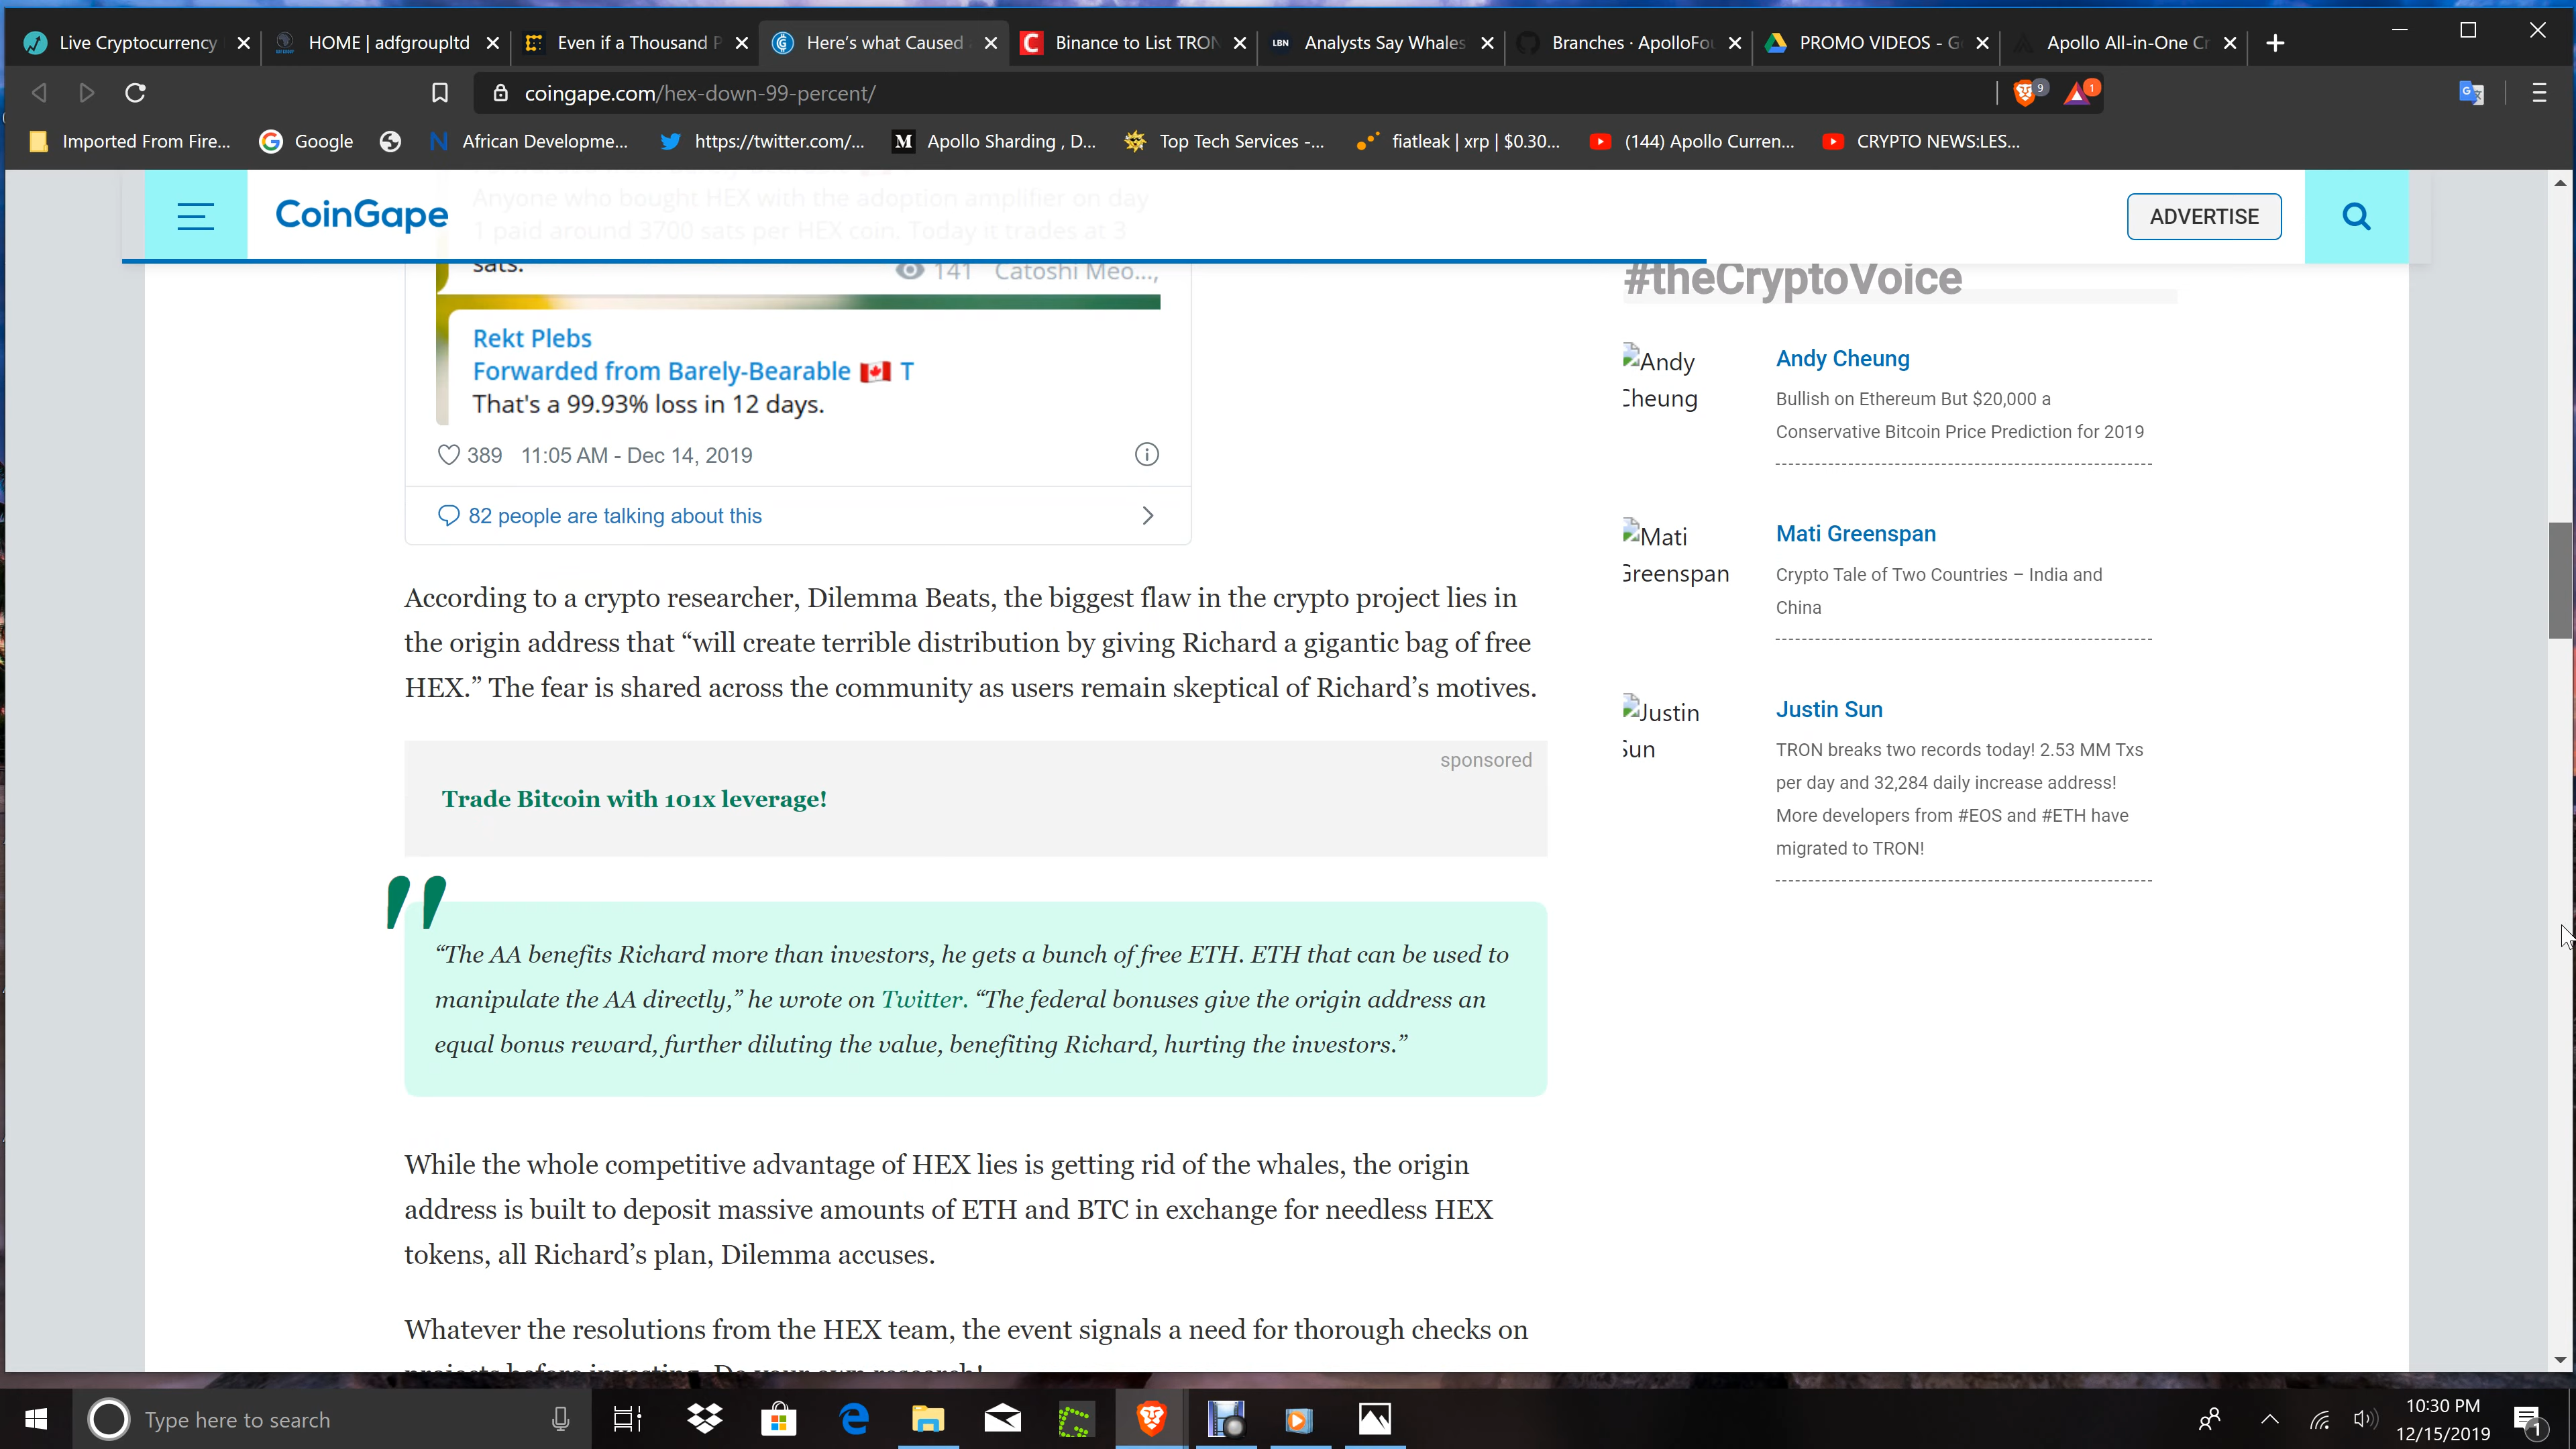 Live Cryptocurrency
HOME | adfgroupltd
Even if a Thousand P
Here's what Caused
Binance to List TRON
Analysts Say Whales
Branches · ApolloFou
PROMO VIDEOS - G
Apollo All-in-One Cr
coingape.com/hex-down-99-percent/
9
1
Imported From Fire...
Google
African Developme...
https://twitter.com/...
Apollo Sharding , D...
Top Tech Services -...
fiatleak | xrp | $0.30...
(144) Apollo Curren...
CRYPTO NEWS:LES...
CoinGape
ADVERTISE
Anyone who bought HEX with the adoption amplifier on day
1 paid around 3700 sats per HEX coin. Today it trades at 3
sats.
141 Catoshi Meo...,
Rekt Plebs
Forwarded from Barely-Bearable 🇨🇦 T
That's a 99.93% loss in 12 days.
389 11:05 AM - Dec 14, 2019
82 people are talking about this
According to a crypto researcher, Dilemma Beats, the biggest flaw in the crypto project lies in
the origin address that “will create terrible distribution by giving Richard a gigantic bag of free
HEX.” The fear is shared across the community as users remain skeptical of Richard’s motives.
sponsored
Trade Bitcoin with 101x leverage!
“The AA benefits Richard more than investors, he gets a bunch of free ETH. ETH that can be used to
manipulate the AA directly,” he wrote on Twitter. “The federal bonuses give the origin address an
equal bonus reward, further diluting the value, benefiting Richard, hurting the investors.”
While the whole competitive advantage of HEX lies is getting rid of the whales, the origin
address is built to deposit massive amounts of ETH and BTC in exchange for needless HEX
tokens, all Richard’s plan, Dilemma accuses.
Whatever the resolutions from the HEX team, the event signals a need for thorough checks on
projects before investing. Do your own research!
#theCryptoVoice
Andy
Cheung
Andy Cheung
Bullish on Ethereum But $20,000 a
Conservative Bitcoin Price Prediction for 2019
Mati
Greenspan
Mati Greenspan
Crypto Tale of Two Countries – India and
China
Justin
Sun
Justin Sun
TRON breaks two records today! 2.53 MM Txs
per day and 32,284 daily increase address!
More developers from #EOS and #ETH have
migrated to TRON!
Type here to search
10:30 PM
12/15/2019
1